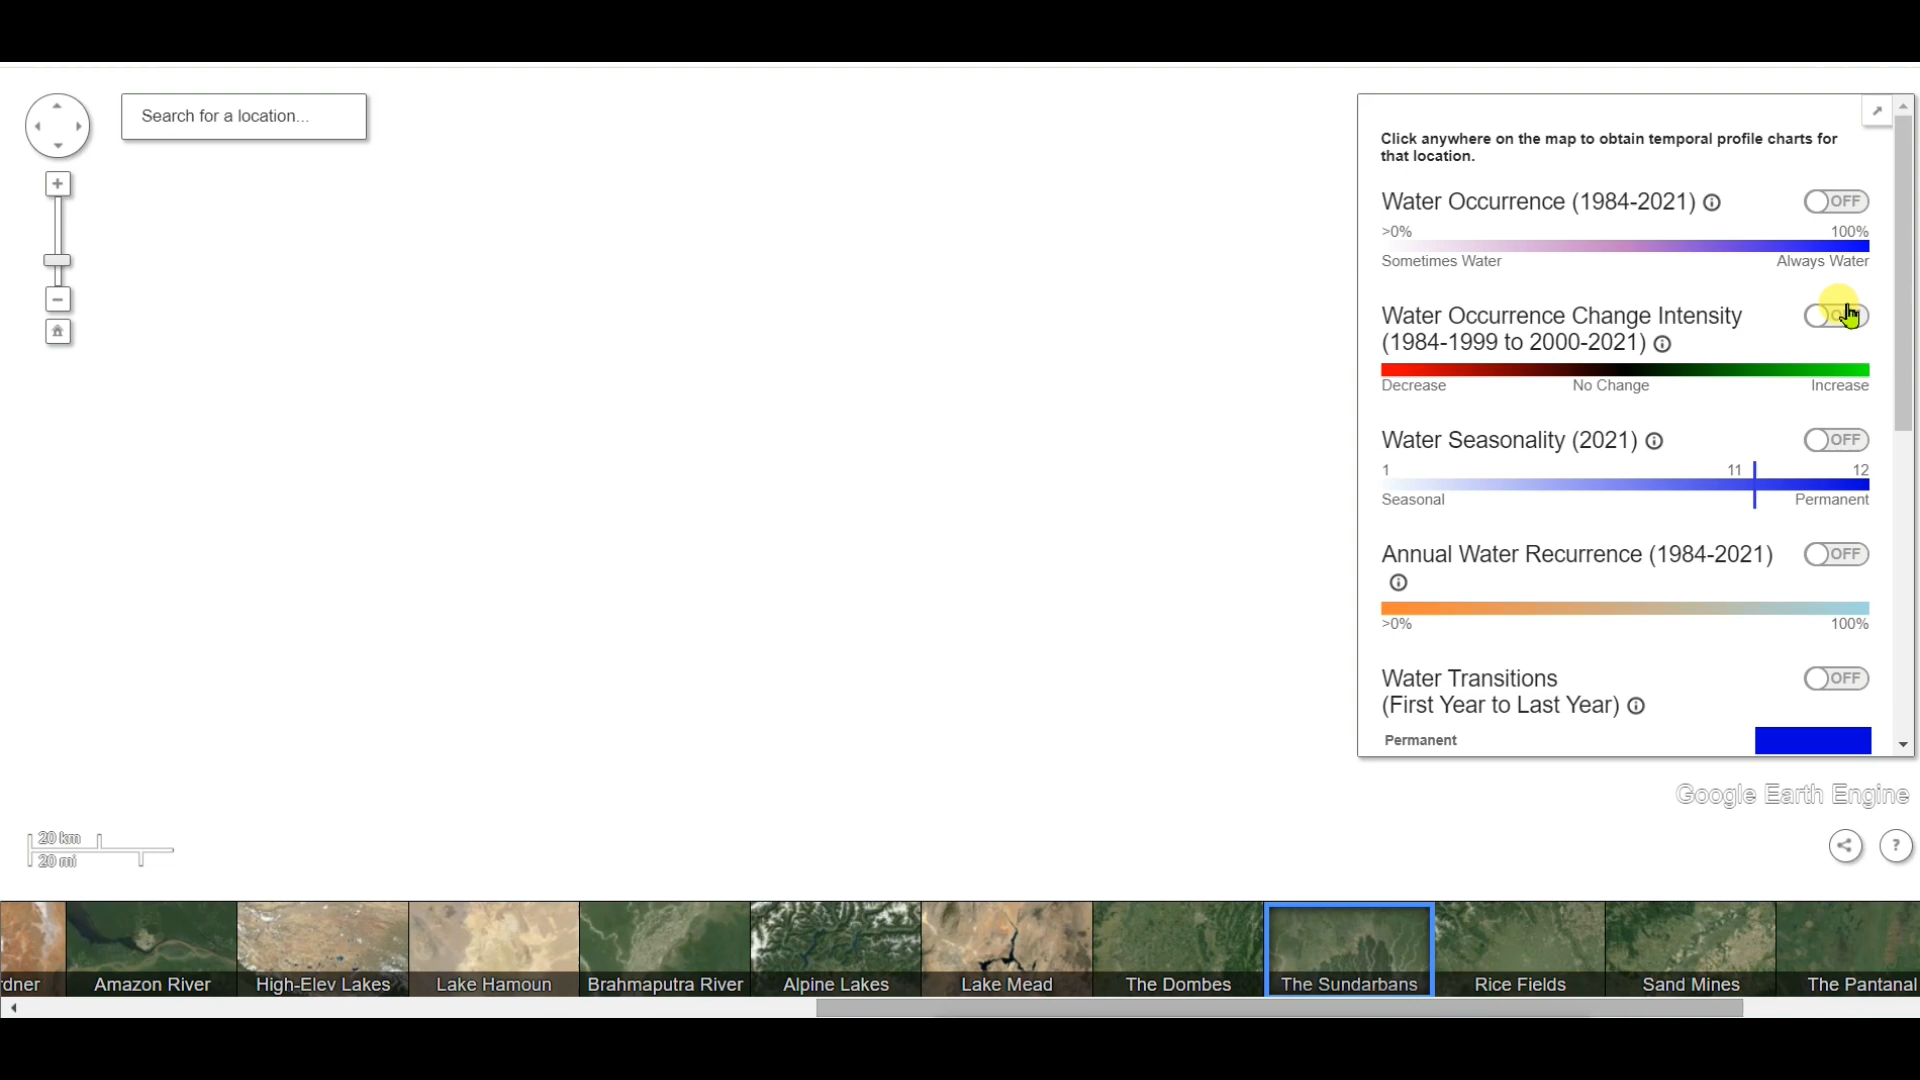 Search for a location...
Click anywhere on the map to obtain temporal profile charts for
that location.
Water Occurrence (1984-2021)
OFF
>0%
100%
Sometimes Water
Always Water
Water Occurrence Change Intensity
(1984-1999 to 2000-2021)
Decrease
No Change
Increase
Water Seasonality (2021)
OFF
1
11
12
Seasonal
Permanent
Annual Water Recurrence (1984-2021)
OFF
>0%
100%
Water Transitions
(First Year to Last Year)
OFF
Permanent
Google Earth Engine
20 km
20 mi
?
rdner
Amazon River
High-Elev Lakes
Lake Hamoun
Brahmaputra River
Alpine Lakes
Lake Mead
The Dombes
The Sundarbans
Rice Fields
Sand Mines
The Pantanal